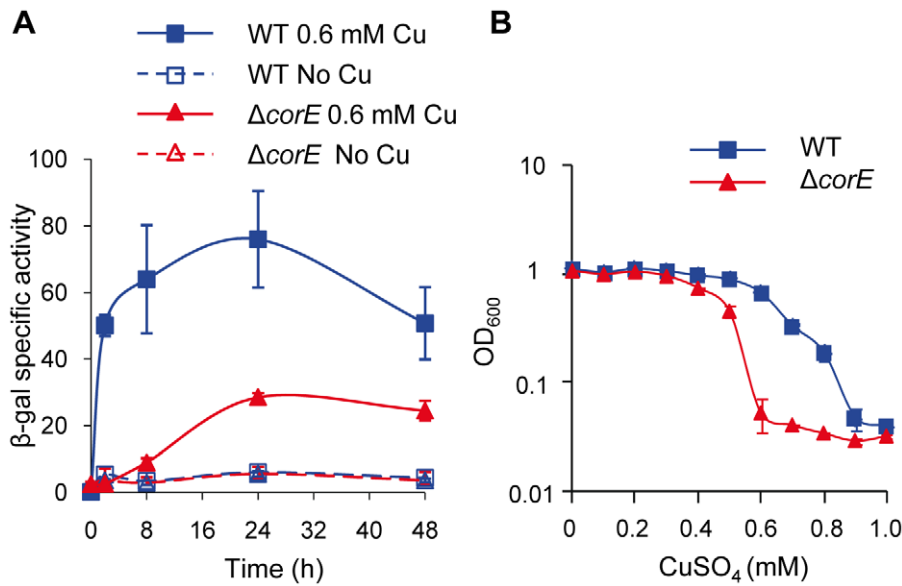 A
WT 0.6 mM Cu
WT No Cu
ΔcorE 0.6 mM Cu
ΔcorE No Cu
100
80
60
40
20
0
β-gal specific activity
0 8 16 24 32 40 48
Time (h)
B
WT
ΔcorE
10
1
0.1
0.01
OD600
0 0.2 0.4 0.6 0.8 1.0
CuSO4 (mM)